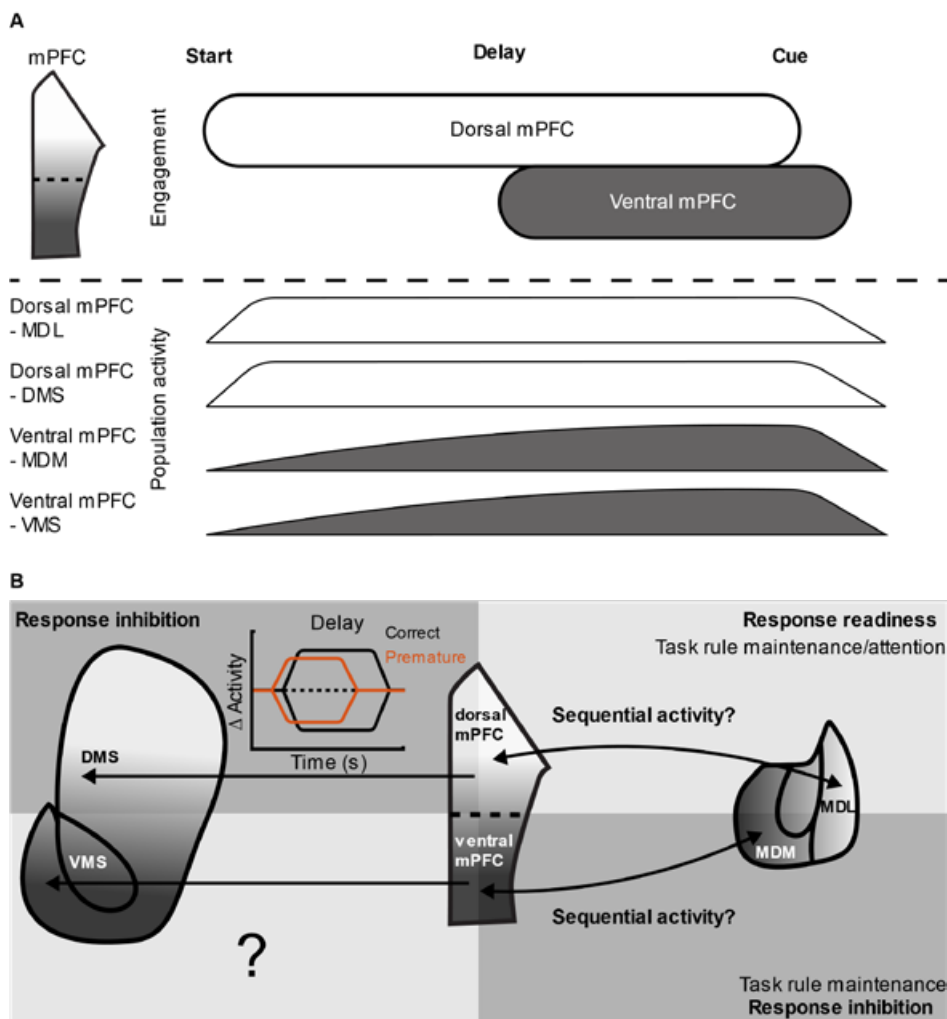 A
mPFC
Start
Delay
Cue
Engagement
Dorsal mPFC
Ventral mPFC
Dorsal mPFC
- MDL
Dorsal mPFC
- DMS
Ventral mPFC
- MDM
Ventral mPFC
- VMS
Population activity
B
Response inhibition
Delay
Correct
Premature
Δ Activity
Time (s)
Response readiness
Task rule maintenance/attention
dorsal
mPFC
Sequential activity?
DMS
MDL
ventral
mPFC
MDM
VMS
Sequential activity?
?
Task rule maintenance
Response inhibition